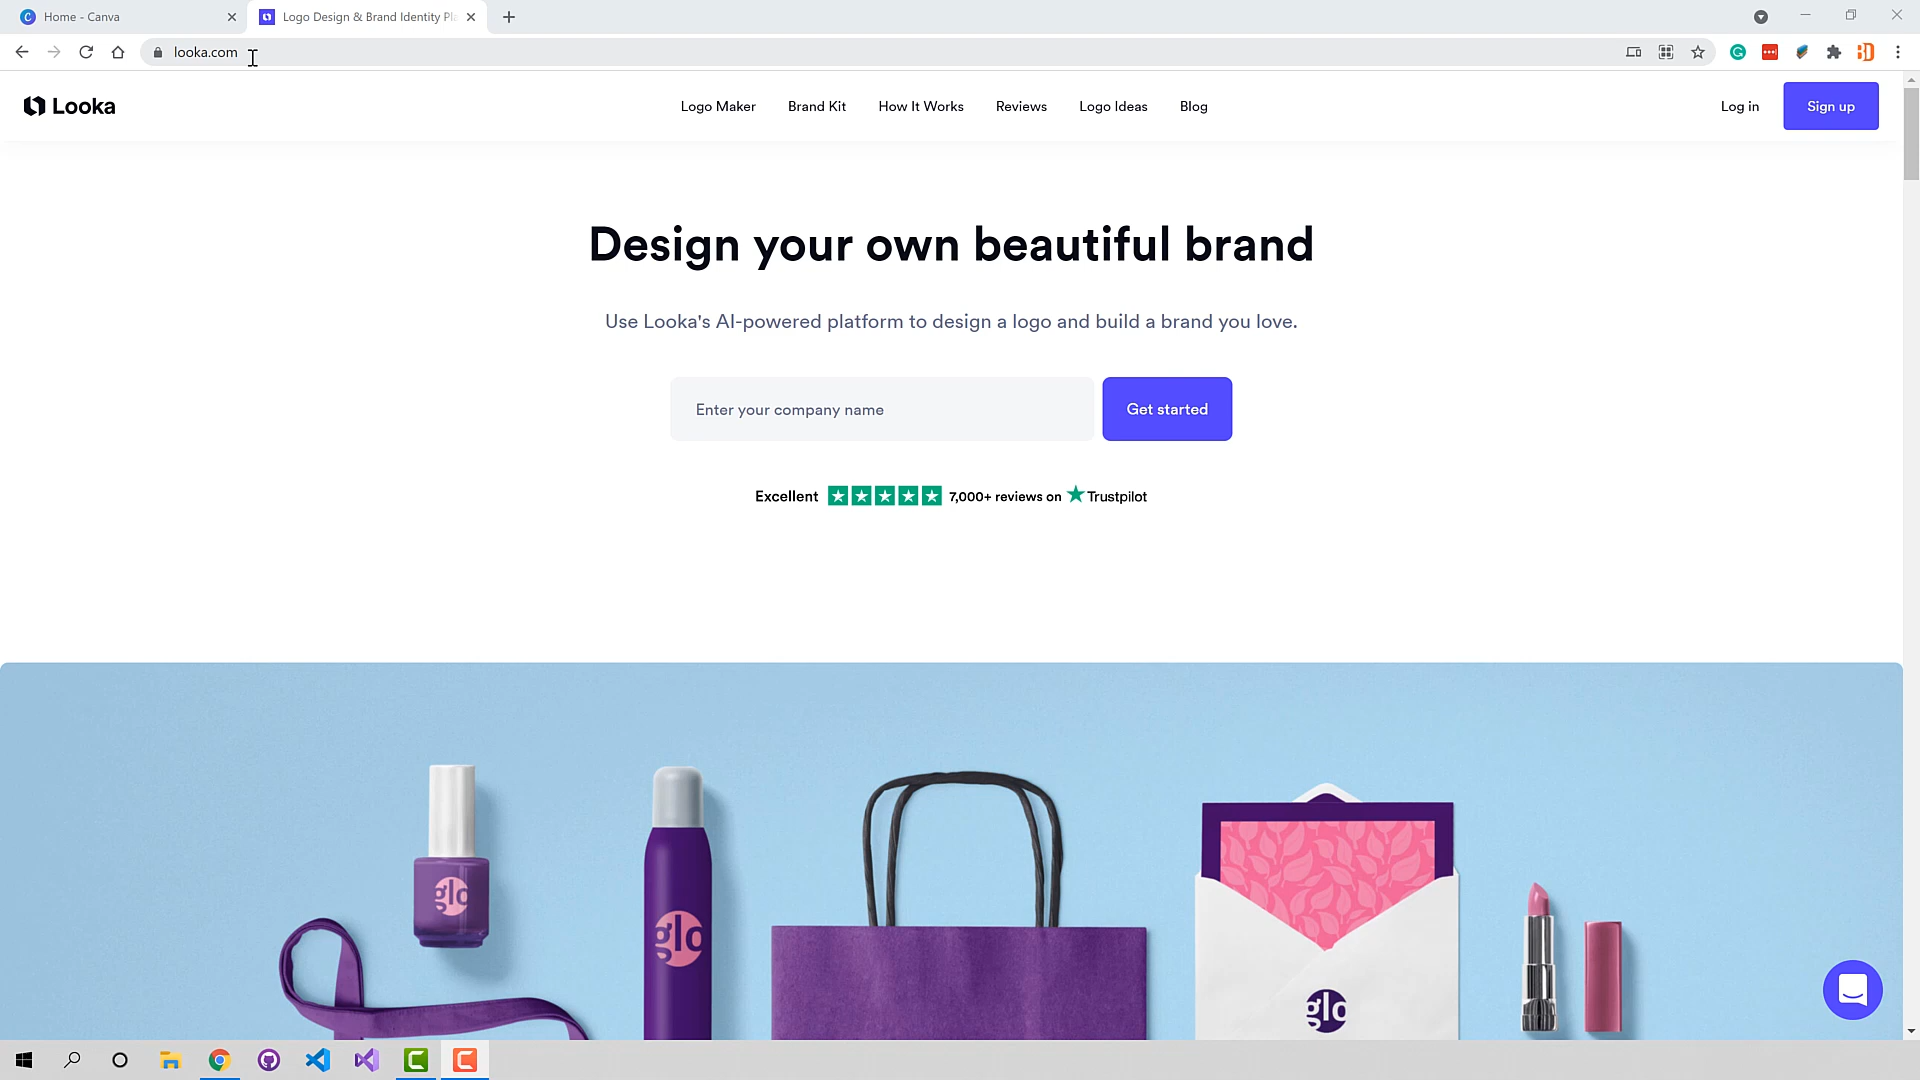 Home - Canva
Logo Design & Brand Identity Pl
looka.com
Looka
Logo Maker
Brand Kit
How It Works
Reviews
Logo Ideas
Blog
Log in
Sign up
Design your own beautiful brand
Use Looka's AI-powered platform to design a logo and build a brand you love.
Enter your company name
Get started
Excellent
7,000+ reviews on
Trustpilot
glo
glo
glo